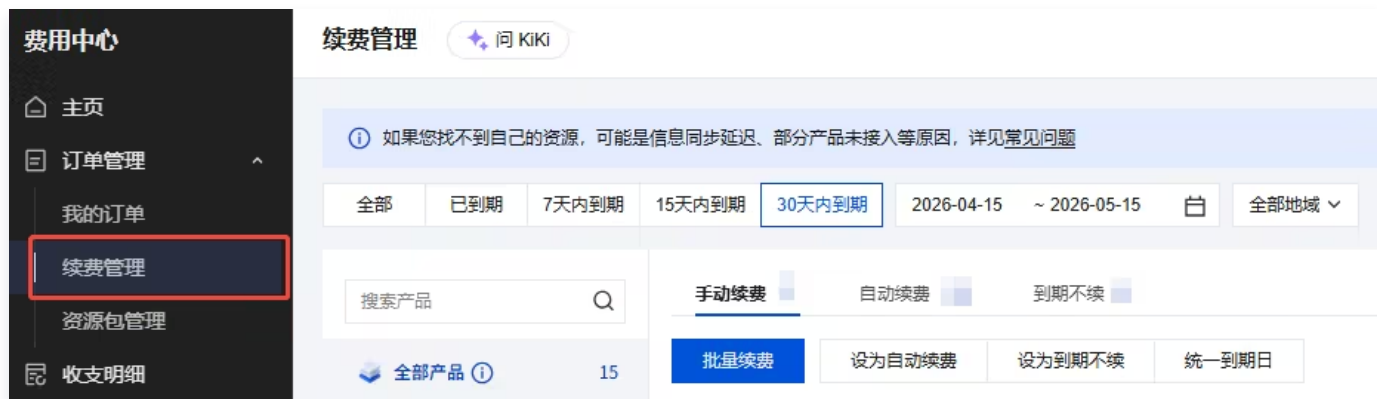 费用中心
续费管理 问 KiKi
主页
如果您找不到自己的资源，可能是信息同步延迟、部分产品未接入等原因，详见常见问题
订单管理
全部 已到期 7天内到期 15天内到期 30天内到期 2026-04-15 ~ 2026-05-15 全部地域
我的订单
续费管理
搜索产品
手动续费 自动续费 到期不续
资源包管理
收支明细
全部产品 15
批量续费 设为自动续费 设为到期不续 统一到期日